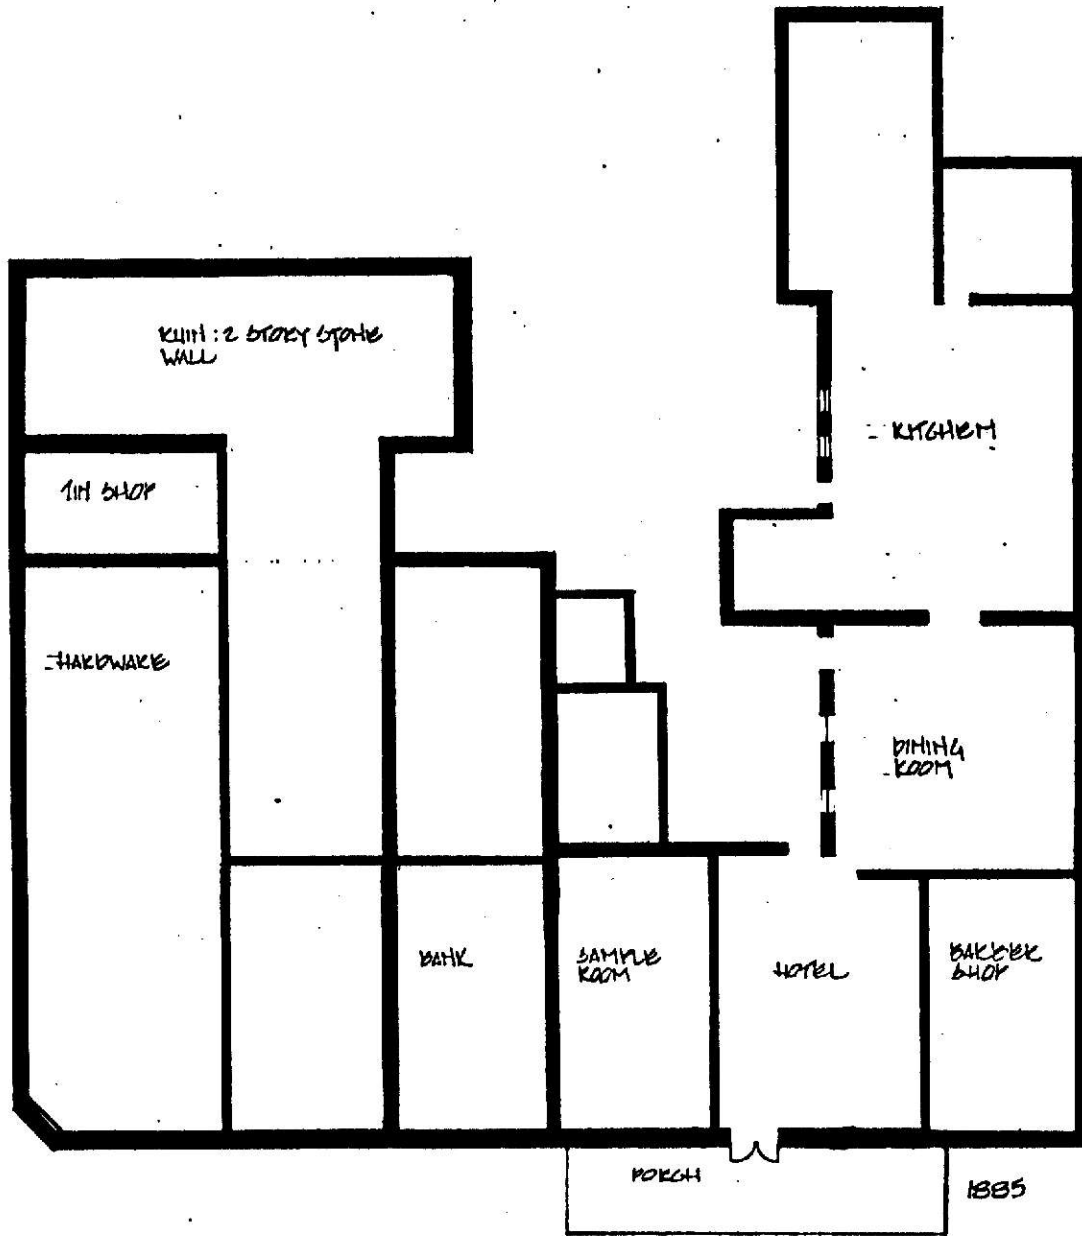 RUIN : 2 STORY STONE
WALL
KITCHEN
TIN SHOP
HARDWARE
DINING
ROOM
BANK
SAMPLE
ROOM
HOTEL
BARBER
SHOP
PORCH
1885